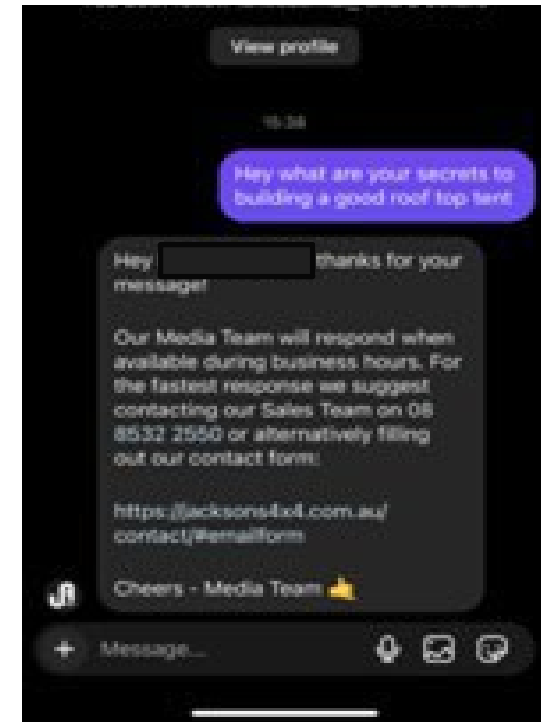 View profile
15:38
Hey what are your secrets to
building a good roof top tent
Hey thanks for your
message!
Our Media Team will respond when
available during business hours. For
the fastest response we suggest
contacting our Sales Team on 08
8532 2550 or alternatively filling
out our contact form:
https://jacksons4x4.com.au/
contact/#emailform
Cheers - Media Team 🤙
Message...